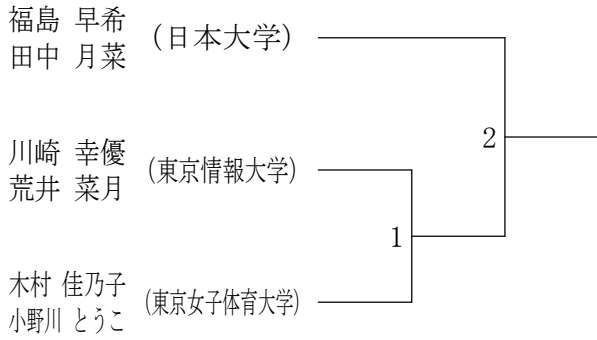 福島 早希
田中 月菜
(日本大学)
2
川崎 幸優
荒井 菜月
(東京情報大学)
1
木村 佳乃子
小野川 とうこ
(東京女子体育大学)